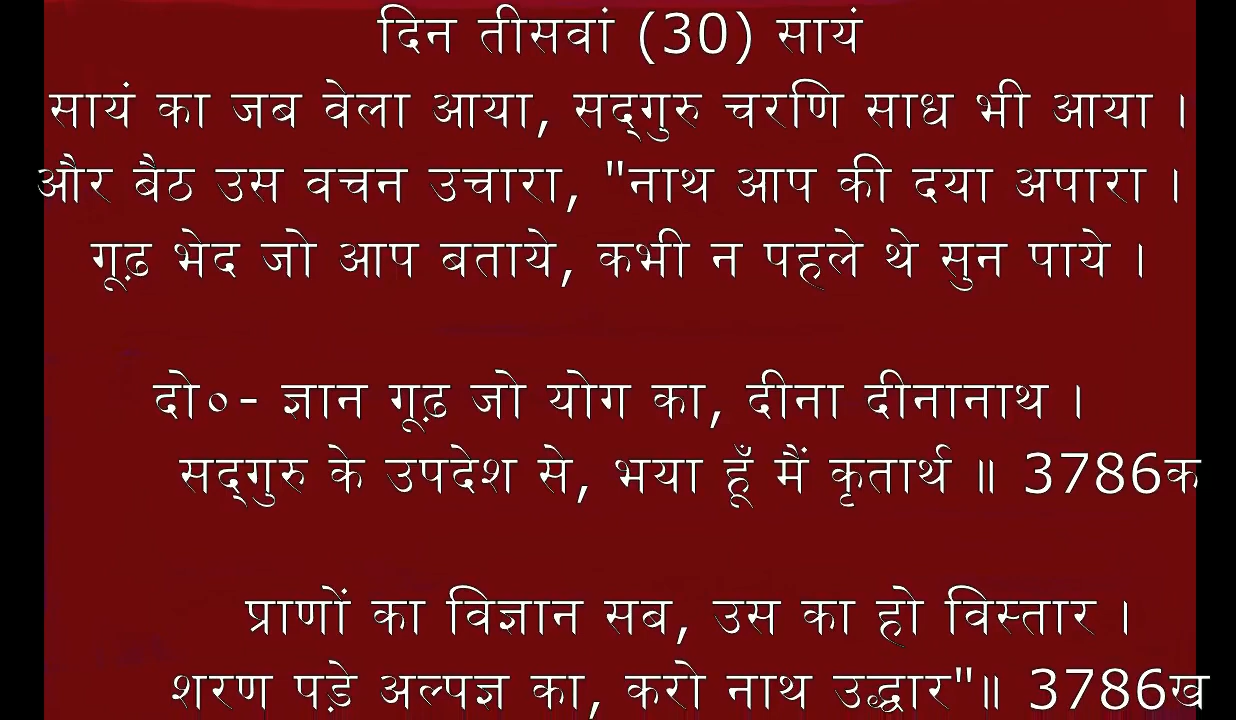 दिन तीसवां (30) सायं
सायं का जब वेला आया, सद्गुरु चरणि साध भी आया ।
और बैठ उस वचन उचारा, "नाथ आप की दया अपारा ।
गूढ़ भेद जो आप बताये, कभी न पहले थे सुन पाये ।
दो०- ज्ञान गूढ़ जो योग का, दीना दीनानाथ ।
सद्गुरु के उपदेश से, भया हूँ मैं कृतार्थ ॥ 3786क
प्राणों का विज्ञान सब, उस का हो विस्तार ।
शरण पड़े अल्पज्ञ का, करो नाथ उद्धार"॥ 3786ख